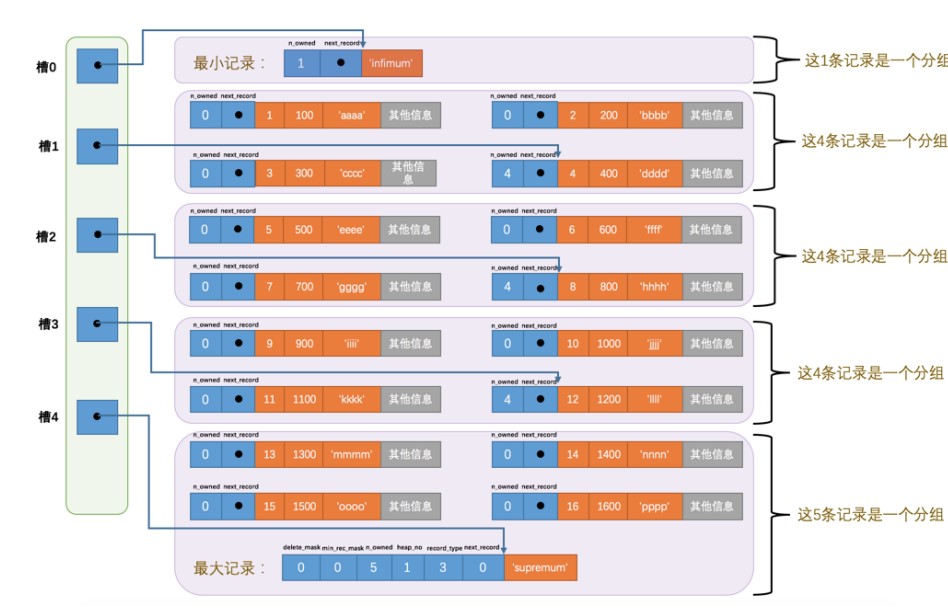 n_owned next_record
槽0
最小记录：
1
'infimum'
这1条记录是一个分组
n_owned next_record n_owned next_record
0 1 100 'aaaa' 其他信息 0 2 200 'bbbb' 其他信息
槽1
这4条记录是一个分组
n_owned next_record n_owned next_record
0 3 300 'cccc' 其他信息 4 4 400 'dddd' 其他信息
n_owned next_record n_owned next_record
0 5 500 'eeee' 其他信息 0 6 600 'ffff' 其他信息
槽2
这4条记录是一个分组
n_owned next_record n_owned next_record
0 7 700 'gggg' 其他信息 4 8 800 'hhhh' 其他信息
槽3
n_owned next_record n_owned next_record
0 9 900 'iiii' 其他信息 0 10 1000 'jjjj' 其他信息
这4条记录是一个分组
n_owned next_record n_owned next_record
0 11 1100 'kkkk' 其他信息 4 12 1200 'llll' 其他信息
槽4
n_owned next_record n_owned next_record
0 13 1300 'mmmm' 其他信息 0 14 1400 'nnnn' 其他信息
n_owned next_record n_owned next_record
0 15 1500 'oooo' 其他信息 0 16 1600 'pppp' 其他信息
这5条记录是一个分组
delete_mask min_rec_mask n_owned heap_no record_type next_record
最大记录：
0 0 5 1 3 0 'supremum'